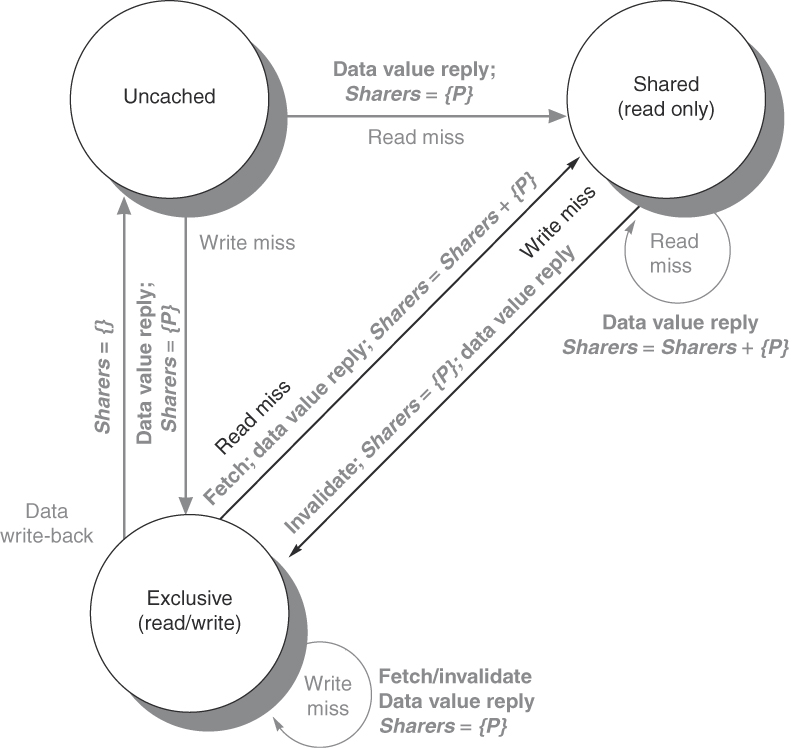 Uncached
Data value reply;
Sharers = {P}
Read miss
Shared
(read only)
Write miss
Sharers = {}
Data value reply;
Sharers = {P}
Read miss
Fetch; data value reply; Sharers = Sharers + {P}
Write miss
Invalidate; Sharers = {P}; data value reply
Read
miss
Data value reply
Sharers = Sharers + {P}
Data
write-back
Exclusive
(read/write)
Write
miss
Fetch/invalidate
Data value reply
Sharers = {P}